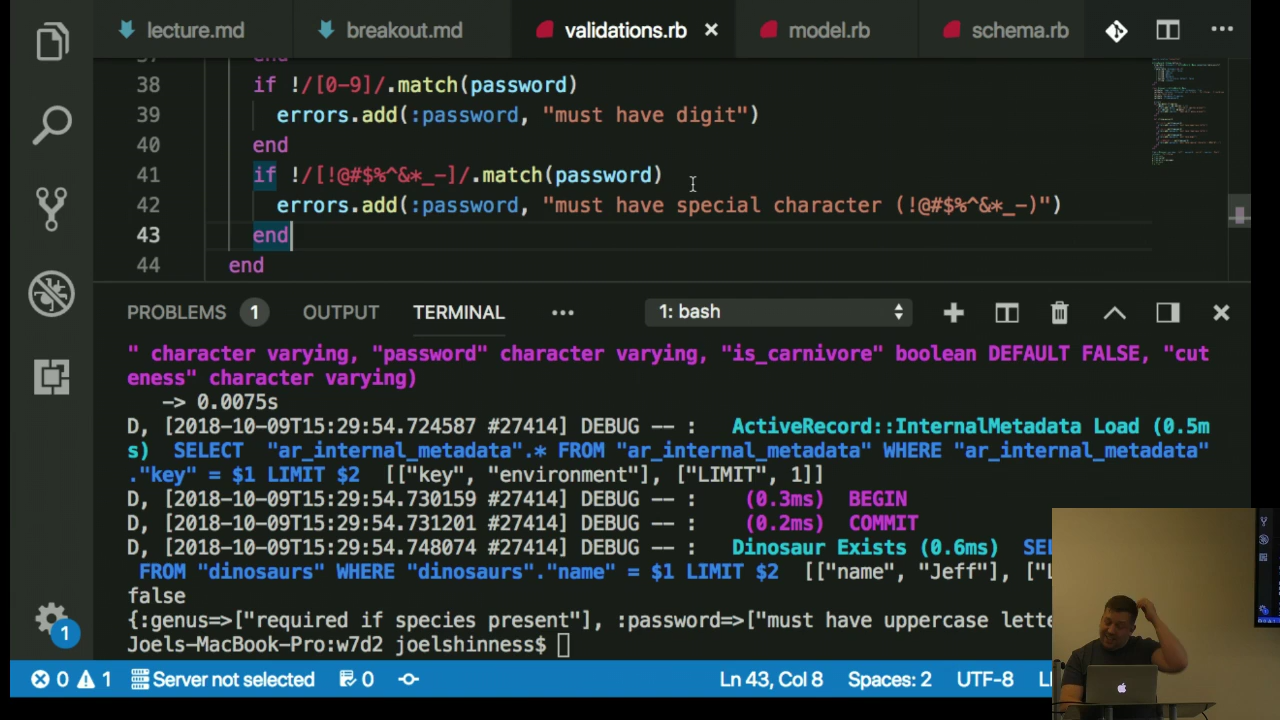 lecture.md breakout.md validations.rb model.rb schema.rb
38 if !/[0-9]/.match(password)
39 errors.add(:password, "must have digit")
40 end
41 if !/[!@#$%^&*_-]/.match(password)
42 errors.add(:password, "must have special character (!@#$%^&*_-)")
43 end
44 end
PROBLEMS 1 OUTPUT TERMINAL 1: bash
" character varying, "password" character varying, "is_carnivore" boolean DEFAULT FALSE, "cut
eness" character varying)
-> 0.0075s
D, [2018-10-09T15:29:54.724587 #27414] DEBUG -- : ActiveRecord::InternalMetadata Load (0.5m
s) SELECT "ar_internal_metadata".* FROM "ar_internal_metadata" WHERE "ar_internal_metadata"
."key" = $1 LIMIT $2 [["key", "environment"], ["LIMIT", 1]]
D, [2018-10-09T15:29:54.730159 #27414] DEBUG -- : (0.3ms) BEGIN
D, [2018-10-09T15:29:54.731201 #27414] DEBUG -- : (0.2ms) COMMIT
D, [2018-10-09T15:29:54.748074 #27414] DEBUG -- : Dinosaur Exists (0.6ms) SE
FROM "dinosaurs" WHERE "dinosaurs"."name" = $1 LIMIT $2 [["name", "Jeff"], ["L
false
{:genus=>["required if species present"], :password=>["must have uppercase lette
Joels-MacBook-Pro:w7d2 joelshinness$
1 0 1 Server not selected 0 Ln 43, Col 8 Spaces: 2 UTF-8